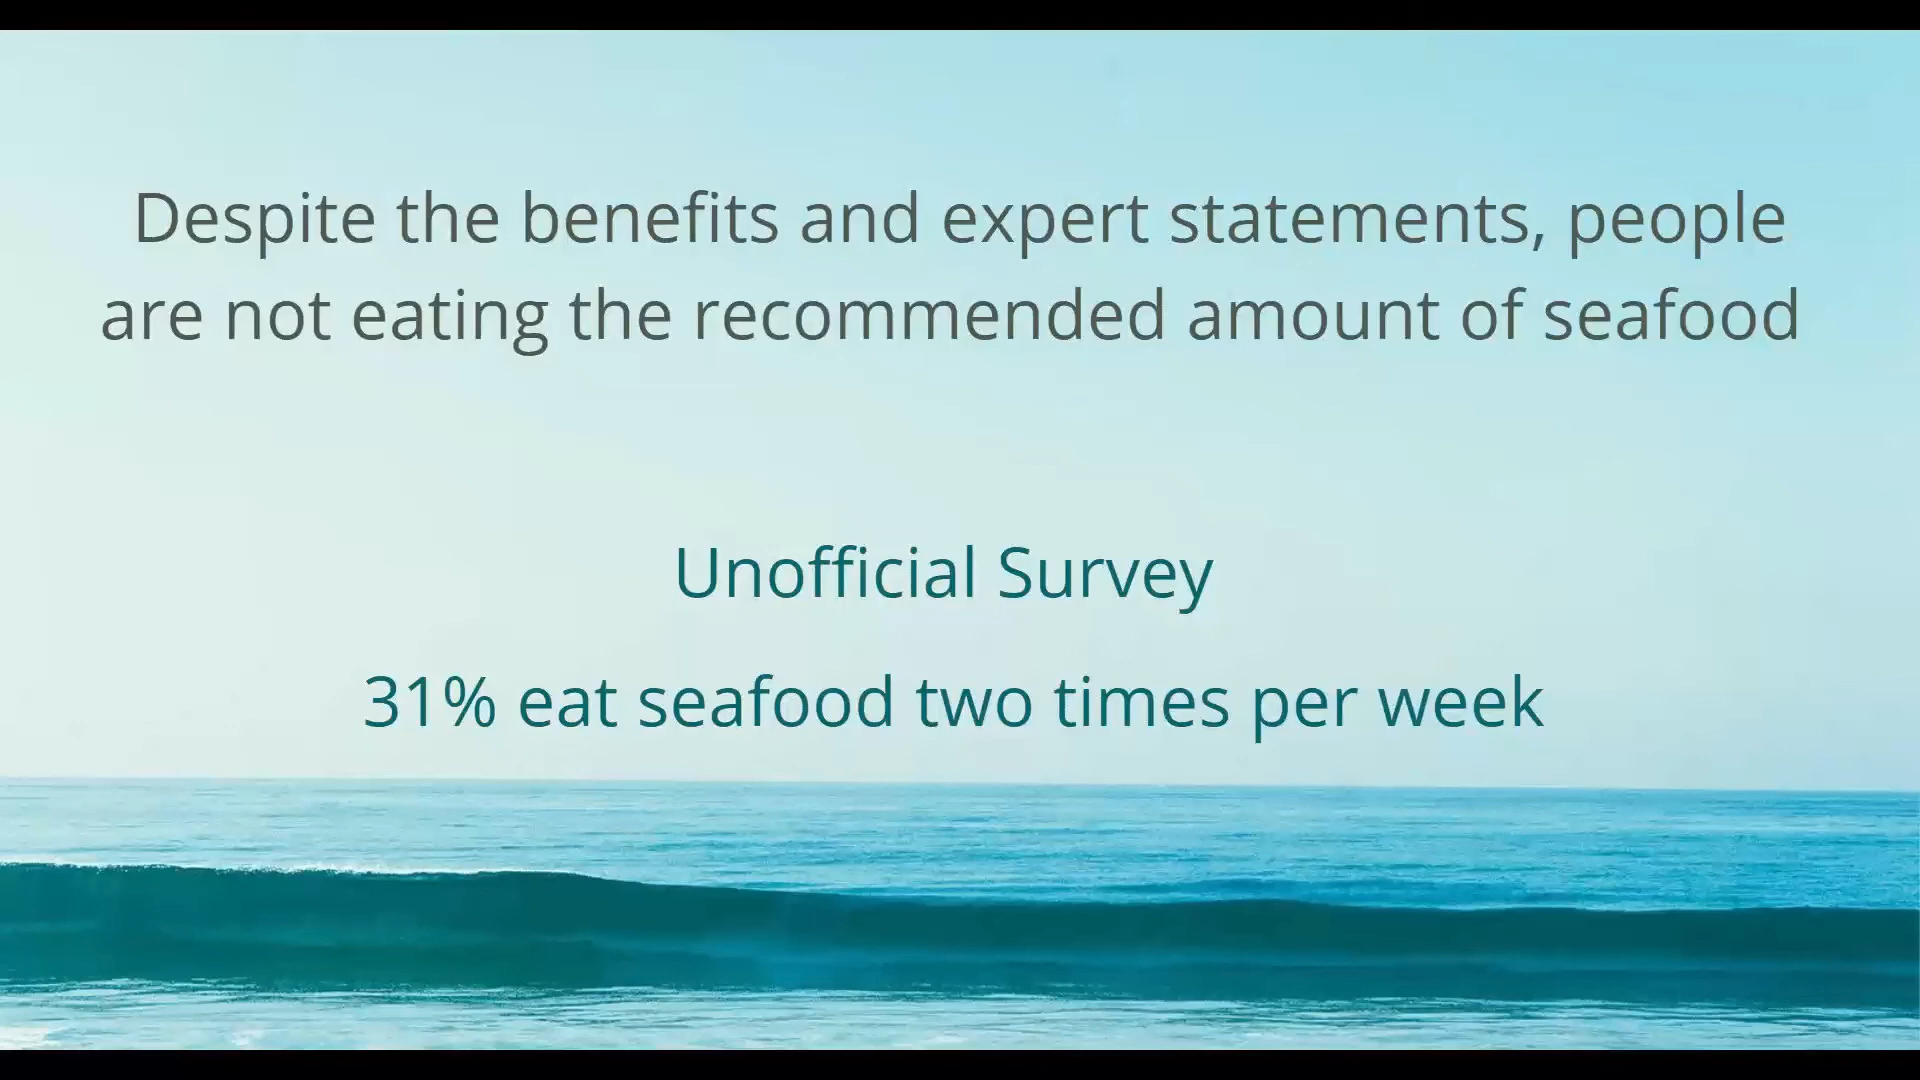 Despite the benefits and expert statements, people
are not eating the recommended amount of seafood
Unofficial Survey
31% eat seafood two times per week